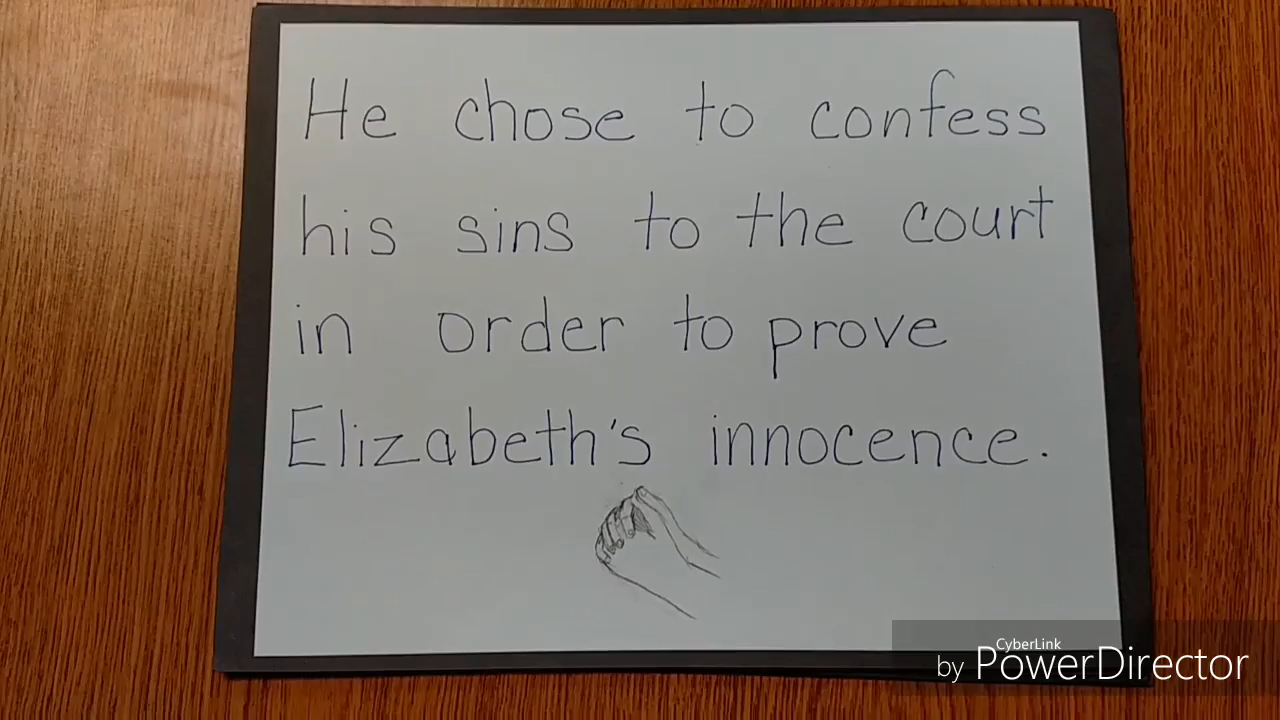 He chose to confess
his sins to the court
in order to prove
Elizabeth's innocence.
CyberLink
by PowerDirector